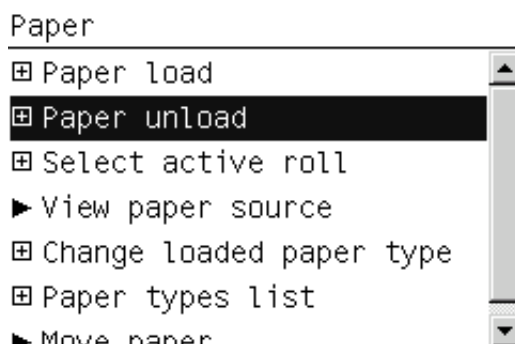 Paper
Paper load
Paper unload
Select active roll
View paper source
Change loaded paper type
Paper types list
Move paper